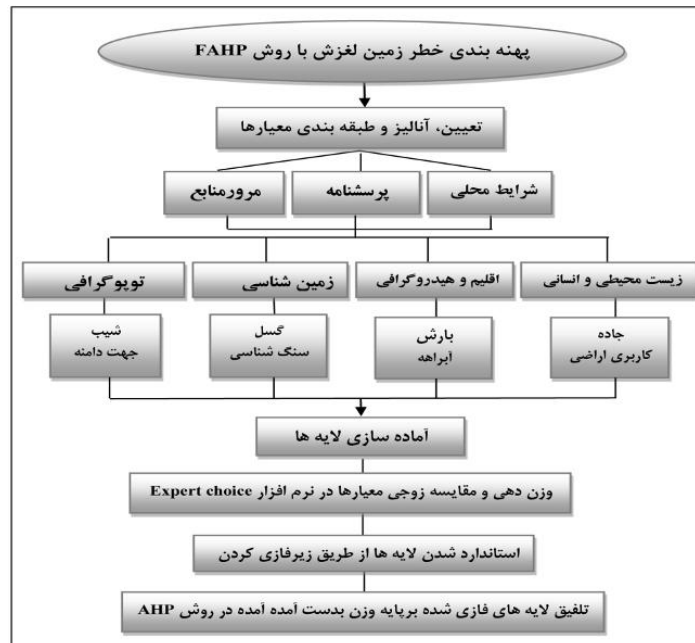 پهنه بندی خطر زمین لغزش با روش FAHP
تعیین، آنالیز و طبقه بندی معیارها
شرایط محلی
پرسشنامه
مرورمنابع
زیست محیطی و انسانی
اقلیم و هیدروگرافی
زمین شناسی
توپوگرافی
جاده
کاربری اراضی
بارش
آبراهه
گسل
سنگ شناسی
شیب
جهت دامنه
آماده سازی لایه ها
وزن دهی و مقایسه زوجی معیارها در نرم افزار Expert choice
استاندارد شدن لایه ها از طریق زیرفازی کردن
تلفیق لایه های فازی شده برپایه وزن بدست آمده آمده در روش AHP